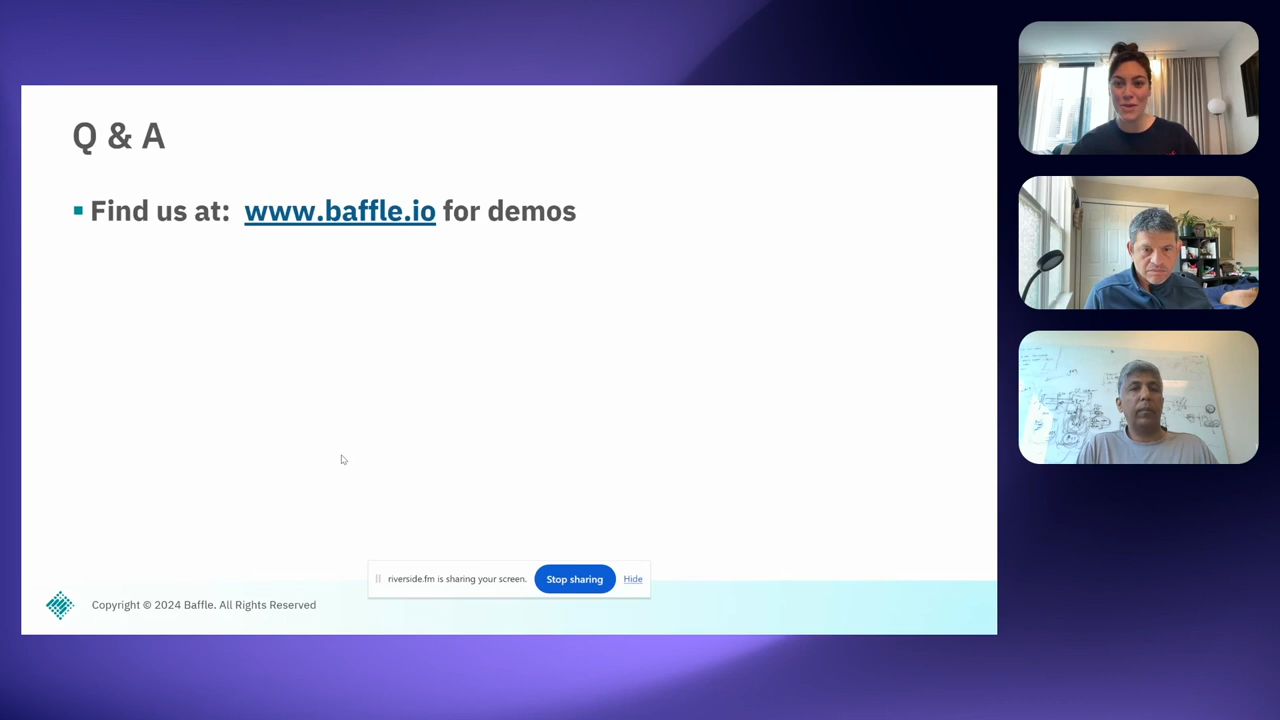 Q & A
▪ Find us at: www.baffle.io for demos
riverside.fm is sharing your screen. Stop sharing Hide
Copyright © 2024 Baffle. All Rights Reserved